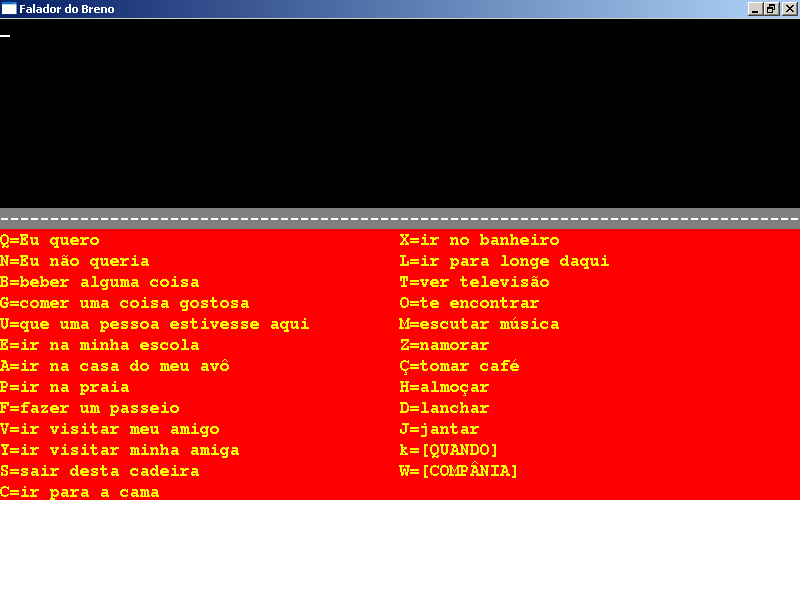 Falador do Breno
--------------------------------------------------------------------------------
Q=Eu quero
N=Eu não queria
B=beber alguma coisa
G=comer uma coisa gostosa
U=que uma pessoa estivesse aqui
E=ir na minha escola
A=ir na casa do meu avô
P=ir na praia
F=fazer um passeio
V=ir visitar meu amigo
Y=ir visitar minha amiga
S=sair desta cadeira
C=ir para a cama
X=ir no banheiro
L=ir para longe daqui
T=ver televisão
O=te encontrar
M=escutar música
Z=namorar
Ç=tomar café
H=almoçar
D=lanchar
J=jantar
k=[QUANDO]
W=[COMPÂNIA]